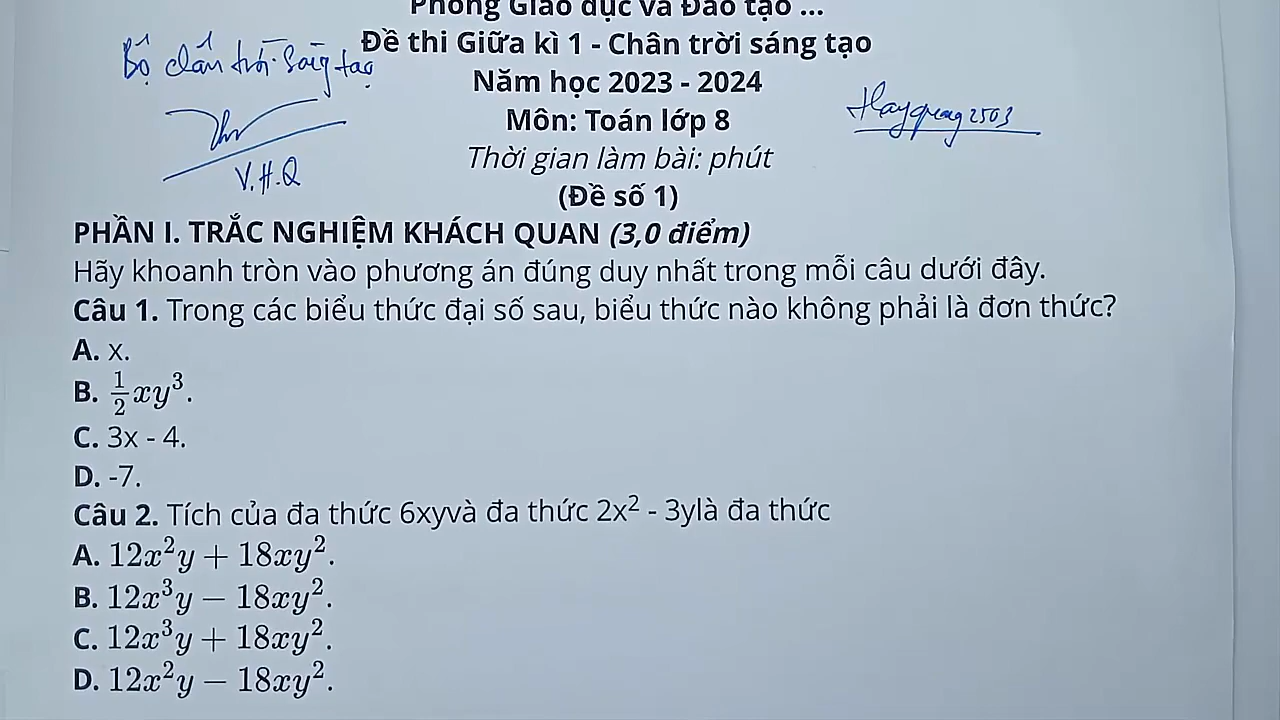 Phòng Giáo dục và Đào tạo ...
Đề thi Giữa kì 1 - Chân trời sáng tạo
Bộ chân trời sáng tạo
Năm học 2023 - 2024
Môn: Toán lớp 8
Hayquang2503
Thời gian làm bài: phút
V.H.Q
(Đề số 1)
PHẦN I. TRẮC NGHIỆM KHÁCH QUAN (3,0 điểm)
Hãy khoanh tròn vào phương án đúng duy nhất trong mỗi câu dưới đây.
Câu 1. Trong các biểu thức đại số sau, biểu thức nào không phải là đơn thức?
A. x.
B. 1/2 xy³.
C. 3x - 4.
D. -7.
Câu 2. Tích của đa thức 6xyvà đa thức 2x² - 3ylà đa thức
A. 12x²y + 18xy².
B. 12x³y − 18xy².
C. 12x³y + 18xy².
D. 12x²y − 18xy².